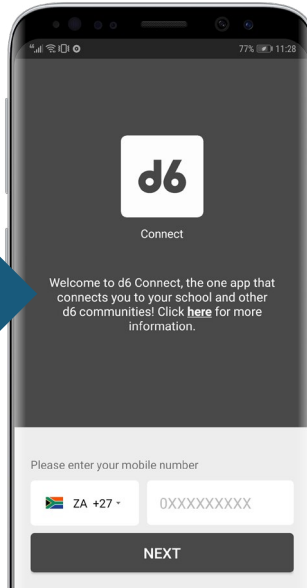 77% 11:28
d6
Connect
Welcome to d6 Connect, the one app that
connects you to your school and other
d6 communities! Click here for more
information.
Please enter your mobile number
ZA +27
0XXXXXXXXX
NEXT